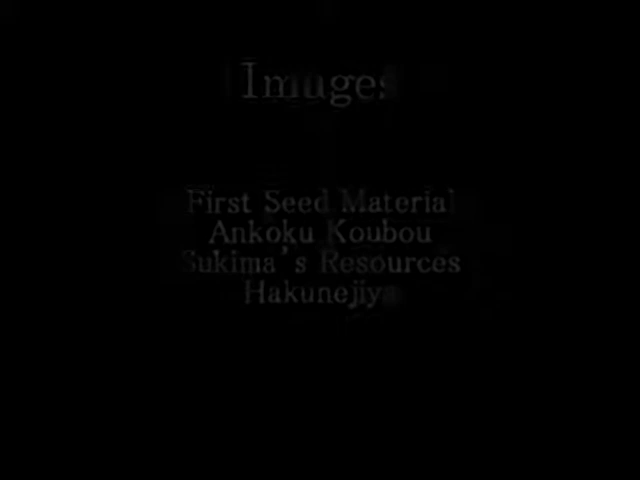 Images
First Seed Material
Ankoku Koubou
Sukima's Resources
Hakunejiya